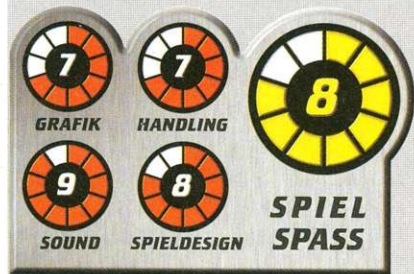 7 7
GRAFIK HANDLING
8
9 8
SOUND SPIELDESIGN
SPIEL
SPASS